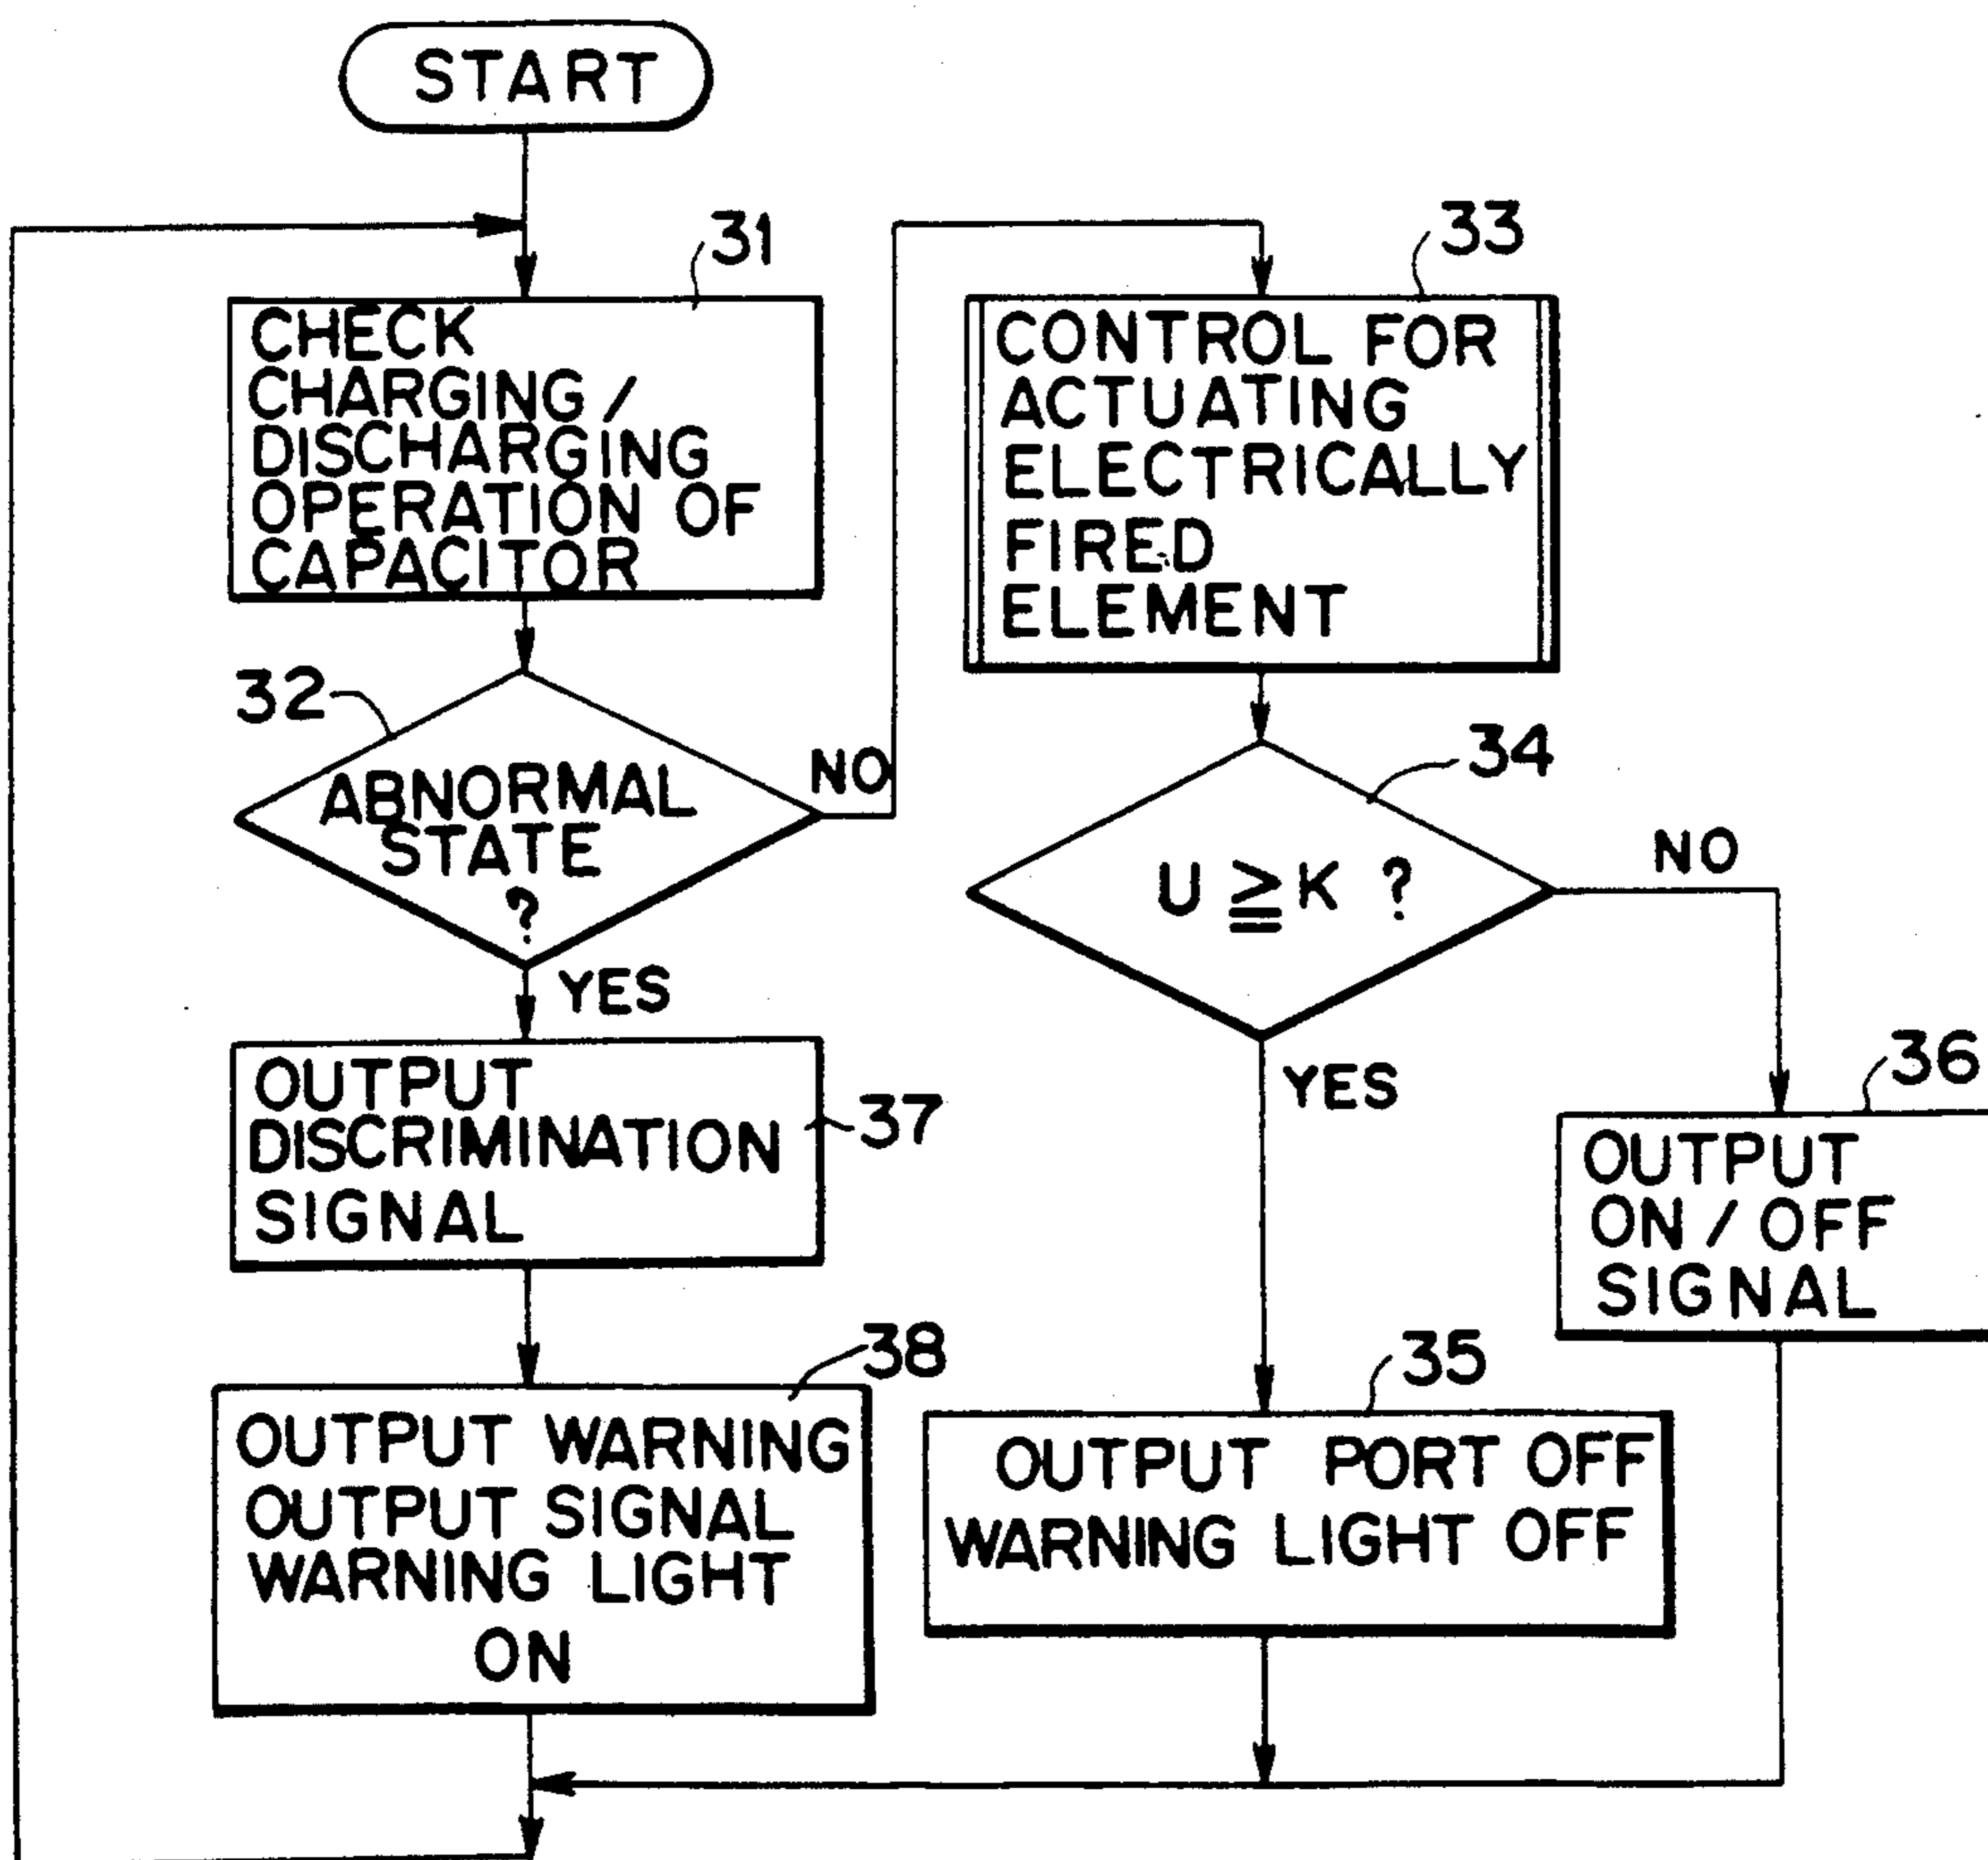 START
31
CHECK
CHARGING/
DISCHARGING
OPERATION OF
CAPACITOR
32
ABNORMAL
STATE
?
NO
YES
33
CONTROL FOR
ACTUATING
ELECTRICALLY
FIRED
ELEMENT
34
U ≧ K ?
NO
YES
37
OUTPUT
DISCRIMINATION
SIGNAL
36
OUTPUT
ON/OFF
SIGNAL
38
OUTPUT WARNING
OUTPUT SIGNAL
WARNING LIGHT
ON
35
OUTPUT PORT OFF
WARNING LIGHT OFF